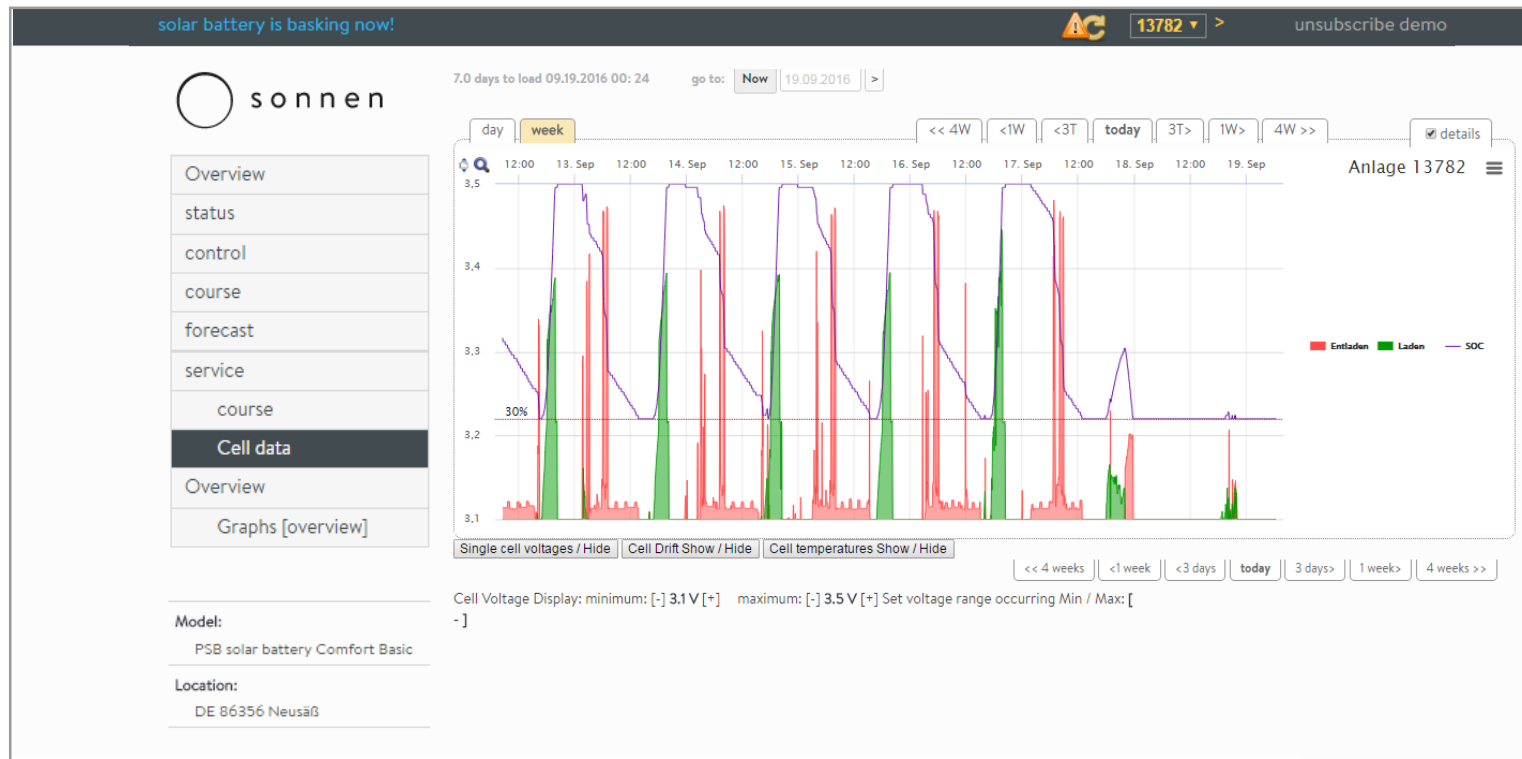 solar battery is basking now!
13782 ▼ >
unsubscribe demo
sonnen
7.0 days to load 09.19.2016 00: 24 go to: Now 19.09.2016 >
day week << 4W <1W <3T today 3T> 1W> 4W >> details
12:00 13. Sep 12:00 14. Sep 12:00 15. Sep 12:00 16. Sep 12:00 17. Sep 12:00 18. Sep 12:00 19. Sep
Anlage 13782
3,5
3,4
3,3
30%
3,2
3,1
Entladen Laden SOC
Overview
status
control
course
forecast
service
course
Cell data
Overview
Graphs [overview]
Single cell voltages / Hide Cell Drift Show / Hide Cell temperatures Show / Hide
<< 4 weeks <1 week <3 days today 3 days> 1 week> 4 weeks >>
Cell Voltage Display: minimum: [-] 3.1 V [+] maximum: [-] 3.5 V [+] Set voltage range occurring Min / Max: [
- ]
Model:
PSB solar battery Comfort Basic
Location:
DE 86356 Neusäß